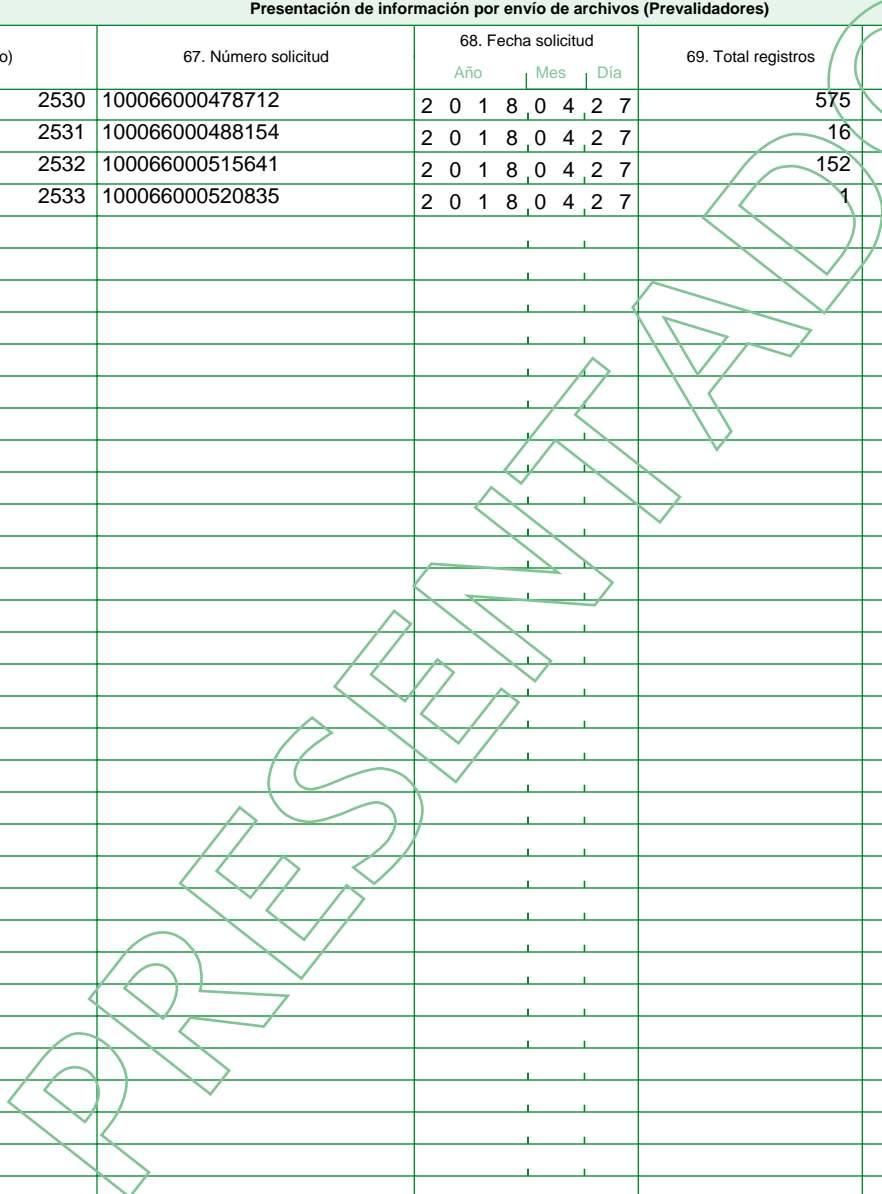 Presentación de información por envío de archivos (Prevalidadores)
o) 67. Número solicitud 68. Fecha solicitud 69. Total registros
Año Mes Día
2530 100066000478712 2 0 1 8 0 4 2 7 575
2531 100066000488154 2 0 1 8 0 4 2 7 16
2532 100066000515641 2 0 1 8 0 4 2 7 152
2533 100066000520835 2 0 1 8 0 4 2 7 1
PRESENTADO